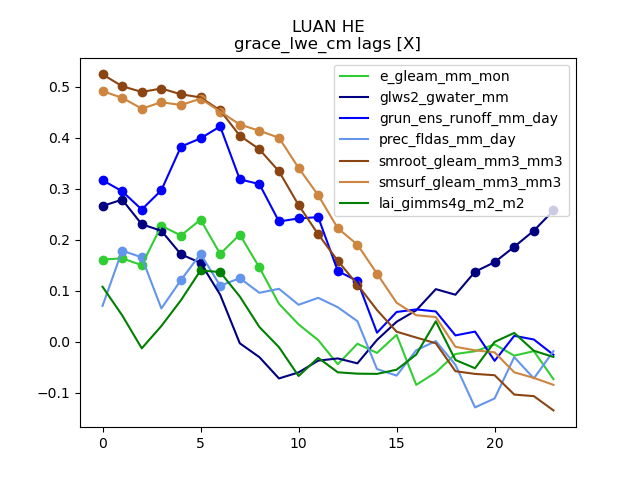 LUAN HE
grace_lwe_cm lags [X]
e_gleam_mm_mon
glws2_gwater_mm
grun_ens_runoff_mm_day
prec_fldas_mm_day
smroot_gleam_mm3_mm3
smsurf_gleam_mm3_mm3
lai_gimms4g_m2_m2
0.5
0.4
0.3
0.2
0.1
0.0
−0.1
0
5
10
15
20